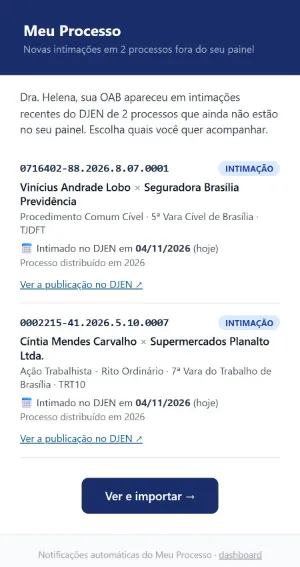 Meu Processo
Novas intimações em 2 processos fora do seu painel
Dra. Helena, sua OAB apareceu em intimações
recentes do DJEN de 2 processos que ainda não estão
no seu painel. Escolha quais você quer acompanhar.
0716402-88.2026.8.07.0001 INTIMAÇÃO
Vinícius Andrade Lobo × Seguradora Brasília
Previdência
Procedimento Comum Cível · 5ª Vara Cível de Brasília ·
TJDFT
Intimado no DJEN em 04/11/2026 (hoje)
Processo distribuído em 2026
Ver a publicação no DJEN ↗
0002215-41.2026.5.10.0007 INTIMAÇÃO
Cíntia Mendes Carvalho × Supermercados Planalto
Ltda.
Ação Trabalhista - Rito Ordinário · 7ª Vara do Trabalho de
Brasília · TRT10
Intimado no DJEN em 04/11/2026 (hoje)
Processo distribuído em 2026
Ver a publicação no DJEN ↗
Ver e importar →
Notificações automáticas do Meu Processo · dashboard